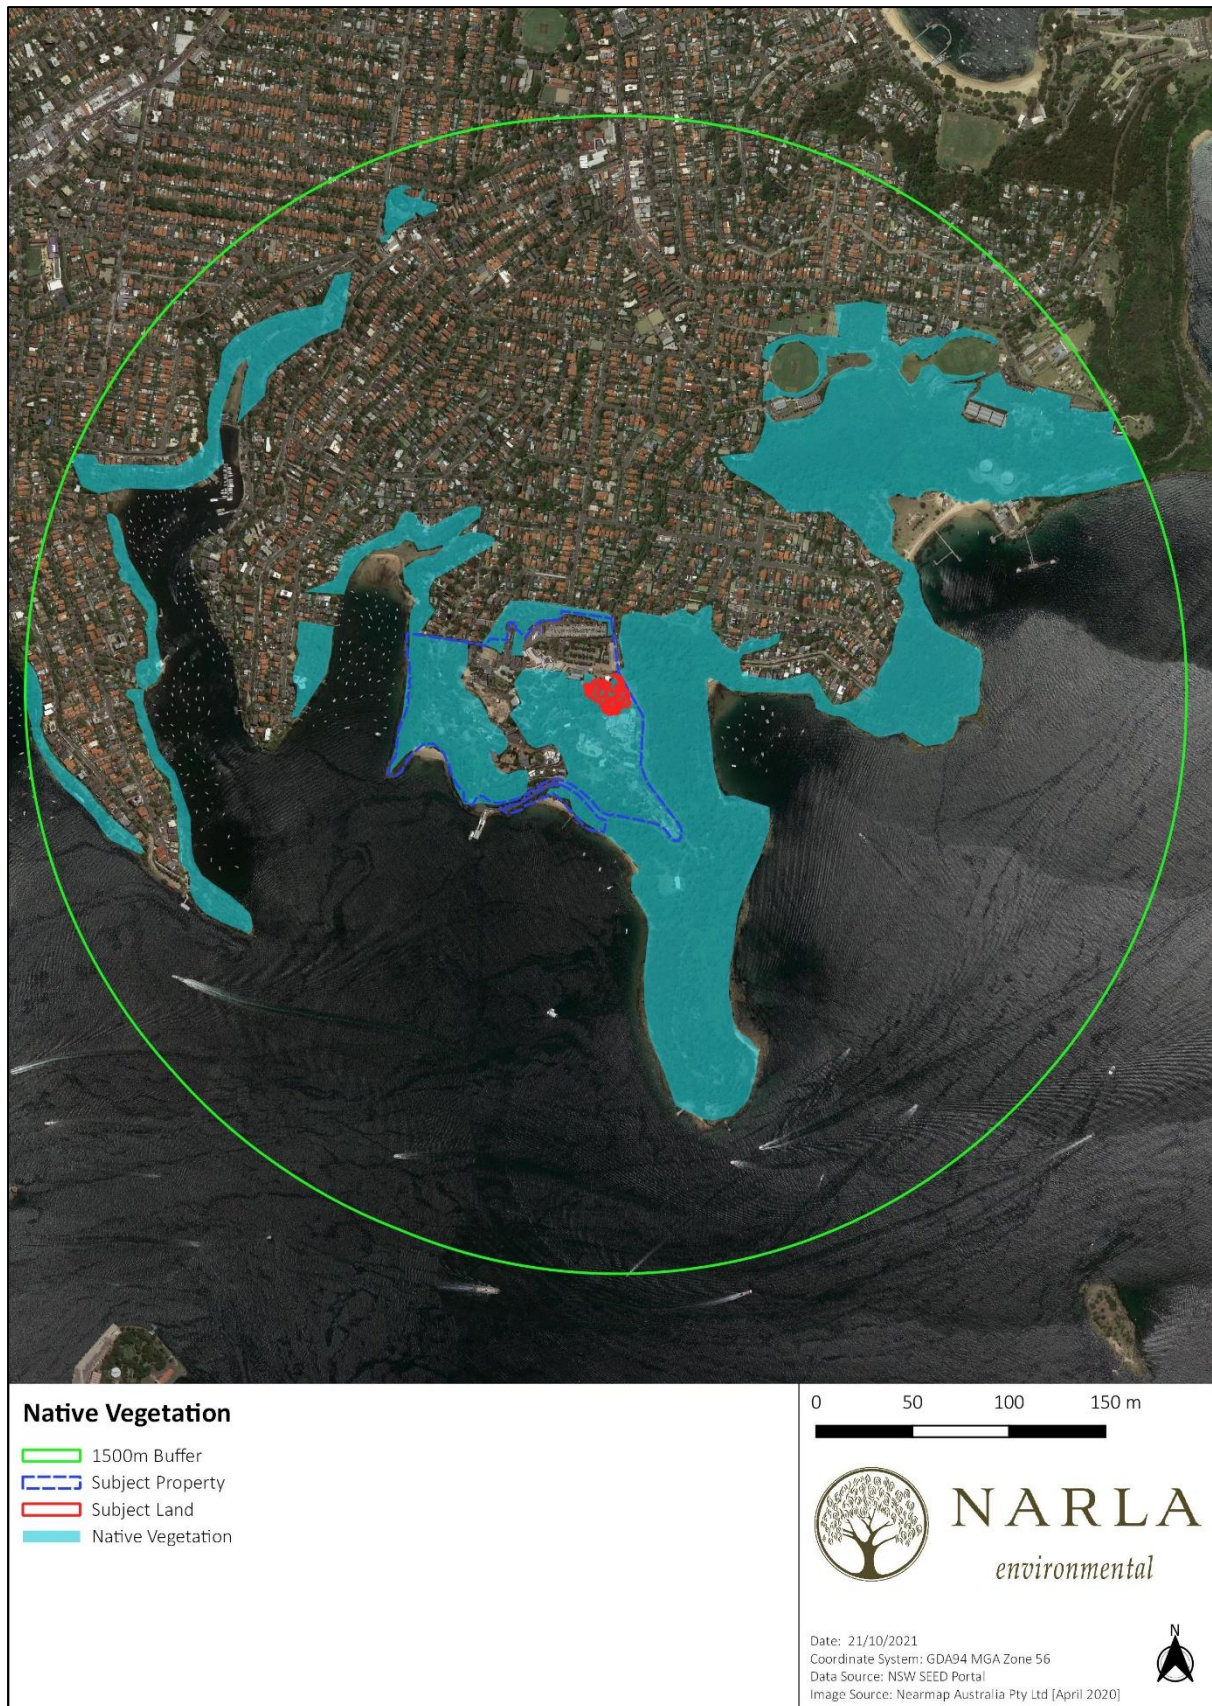 Native Vegetation
1500m Buffer
Subject Property
Subject Land
Native Vegetation
0 50 100 150 m
NARLA
environmental
Date: 21/10/2021
Coordinate System: GDA94 MGA Zone 56
Data Source: NSW SEED Portal
Image Source: Nearmap Australia Pty Ltd [April 2020]
N